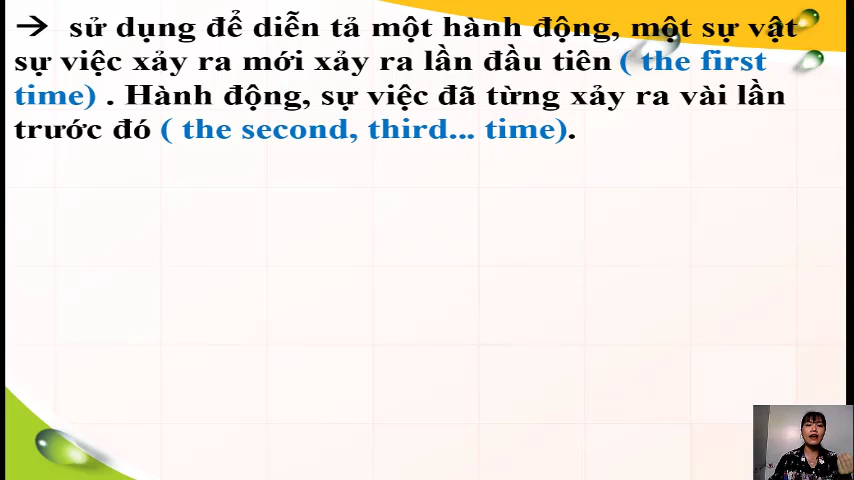 → sử dụng để diễn tả một hành động, một sự vật
sự việc xảy ra mới xảy ra lần đầu tiên ( the first
time) . Hành động, sự việc đã từng xảy ra vài lần
trước đó ( the second, third... time).